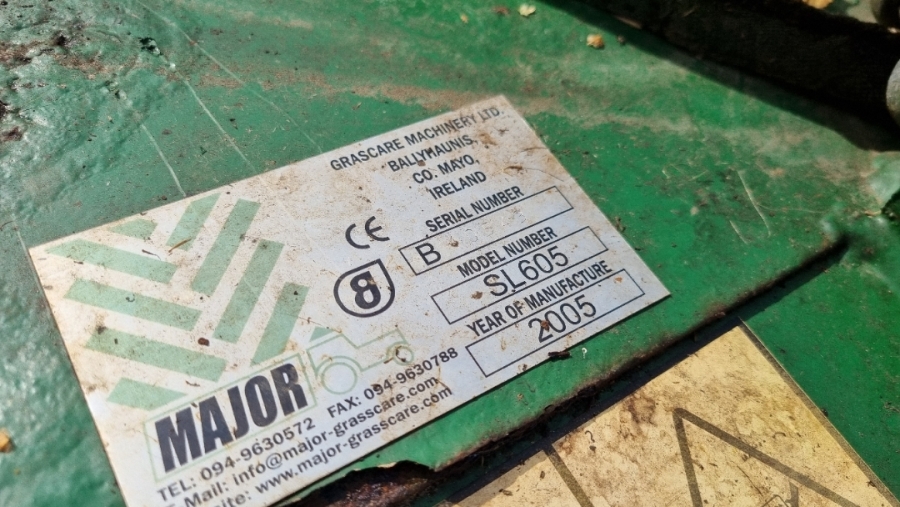 GRASCARE MACHINERY LTD.
BALLYHAUNIS,
CO. MAYO,
IRELAND
CE
SERIAL NUMBER
B
MODEL NUMBER
SL605
YEAR OF MANUFACTURE
2005
MAJOR
TEL: 094-9630572 FAX: 094-9630788
E Mail: info@major-grasscare.com
site: www.major-grasscare.com